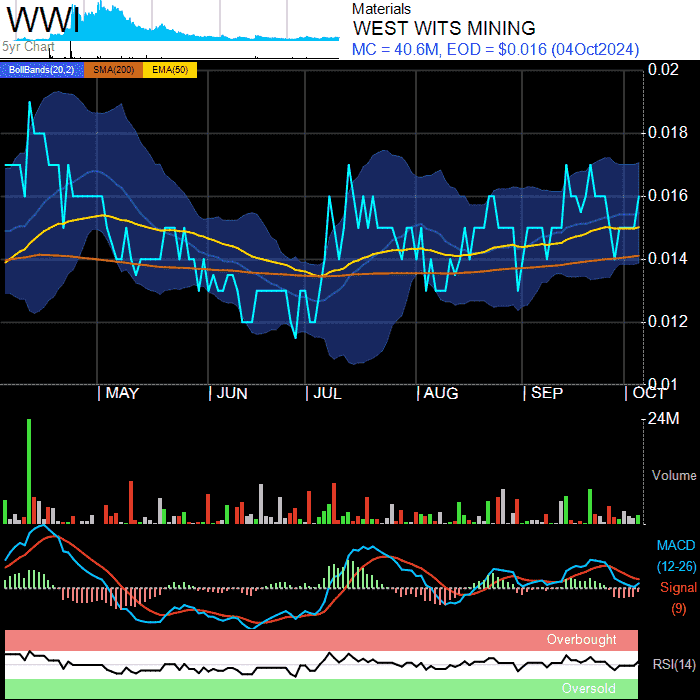 WWI
5yr Chart
Materials
WEST WITS MINING
MC = 40.6M, EOD = $0.016 (04Oct2024)
BollBands(20,2) SMA(200) EMA(50)
0.02
0.018
0.016
0.014
0.012
0.01
MAY JUN JUL AUG SEP OCT
24M
Volume
MACD
(12-26)
Signal
(9)
Overbought
RSI(14)
Oversold